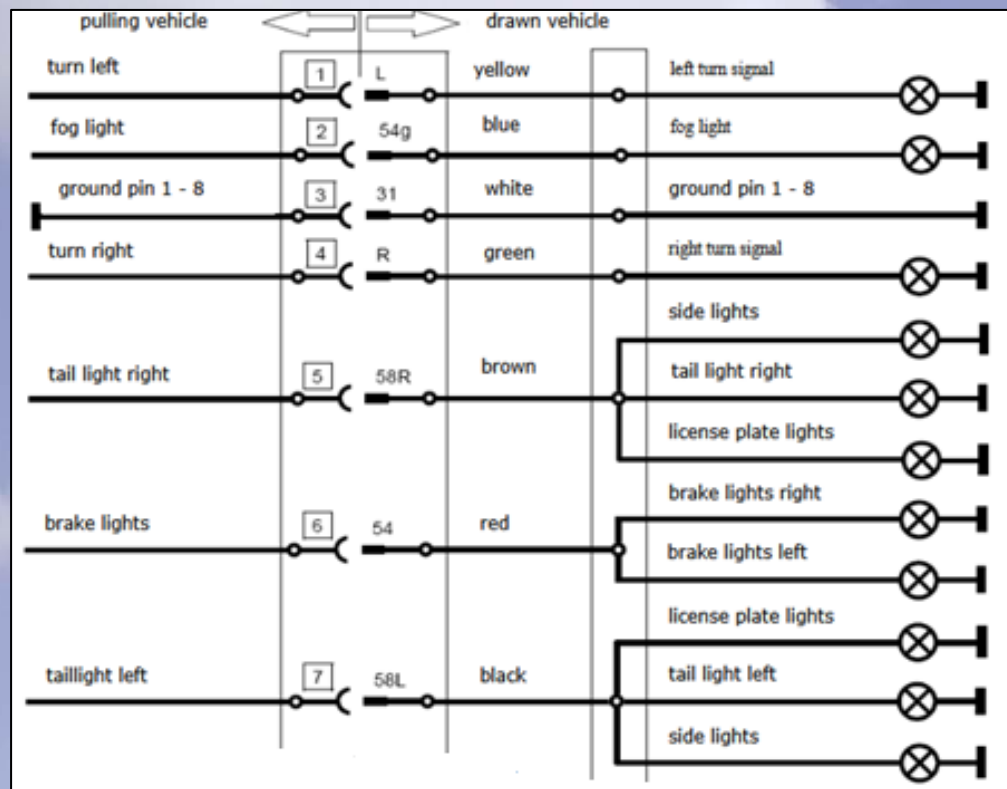 pulling vehicle drawn vehicle
turn left 1 L yellow left turn signal
fog light 2 54g blue fog light
ground pin 1 - 8 3 31 white ground pin 1 - 8
turn right 4 R green right turn signal
side lights
tail light right 5 58R brown tail light right
license plate lights
brake lights right
brake lights 6 54 red
brake lights left
license plate lights
taillight left 7 58L black tail light left
side lights